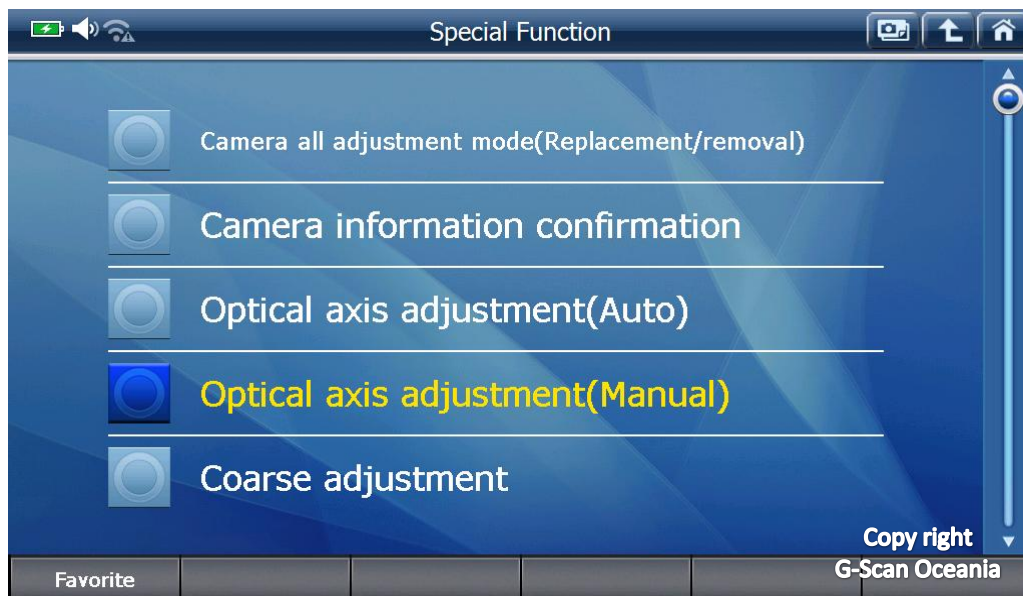 Special Function
Camera all adjustment mode(Replacement/removal)
Camera information confirmation
Optical axis adjustment(Auto)
Optical axis adjustment(Manual)
Coarse adjustment
Copy right
G-Scan Oceania
Favorite